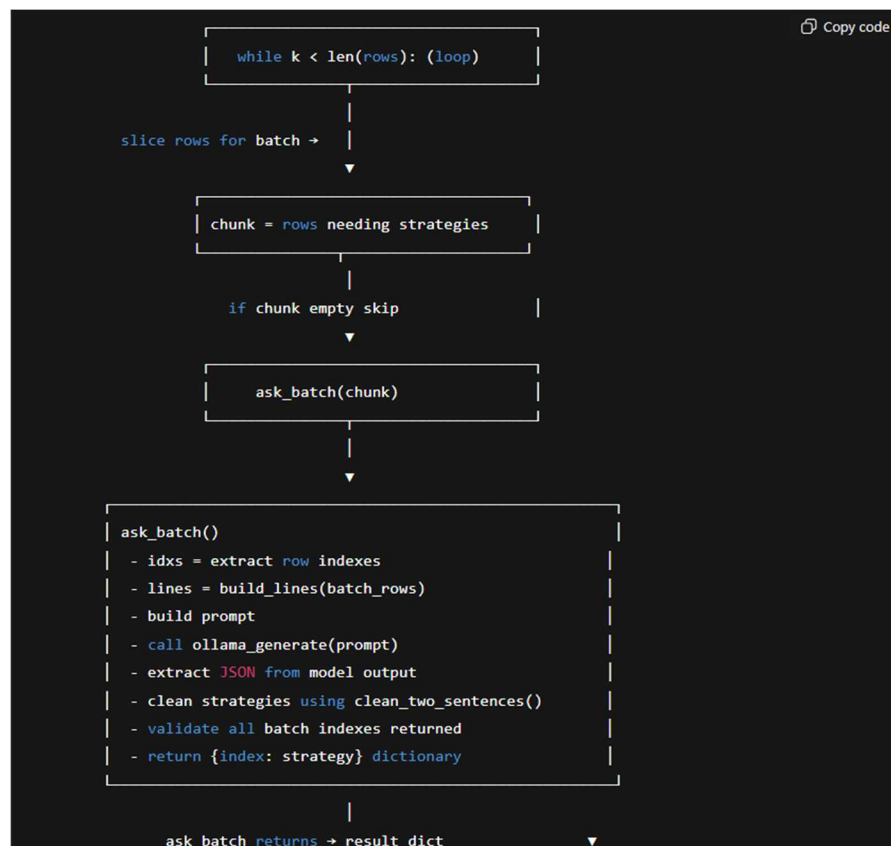 Copy code
while k < len(rows): (loop)
slice rows for batch →
chunk = rows needing strategies
if chunk empty skip
ask_batch(chunk)
ask_batch()
- idxs = extract row indexes
- lines = build_lines(batch_rows)
- build prompt
- call ollama_generate(prompt)
- extract JSON from model output
- clean strategies using clean_two_sentences()
- validate all batch indexes returned
- return {index: strategy} dictionary
ask_batch returns → result dict